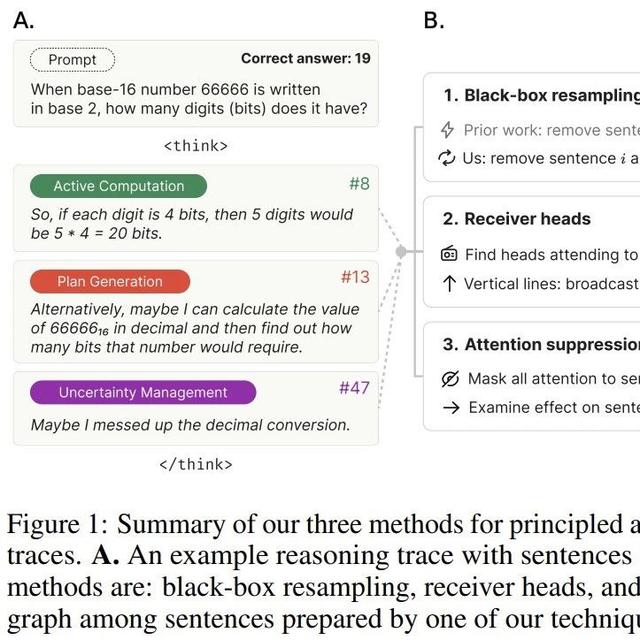 A.
Prompt
Correct answer: 19
When base-16 number 66666 is written
in base 2, how many digits (bits) does it have?
<think>
Active Computation
#8
So, if each digit is 4 bits, then 5 digits would
be 5 * 4 = 20 bits.
Plan Generation
#13
Alternatively, maybe I can calculate the value
of 66666₁₆ in decimal and then find out how
many bits that number would require.
Uncertainty Management
#47
Maybe I messed up the decimal conversion.
</think>
B.
1. Black-box resampling
Prior work: remove
Us: remove sentence i
2. Receiver heads
Find heads attending to
Vertical lines: broadcast
3. Attention
Mask all attention to
Examine effect on
Figure 1: Summary of our three methods for principled
traces. A. An example reasoning trace with sentences
methods are: black-box resampling, receiver heads, and
graph among sentences prepared by one of our